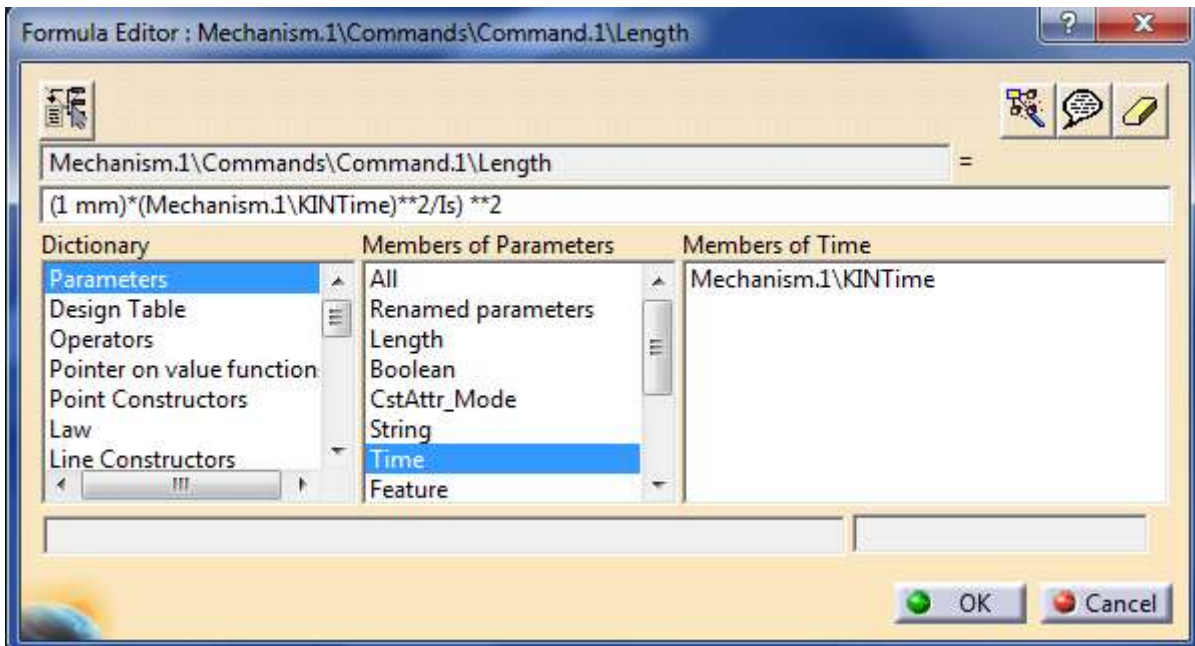 Formula Editor : Mechanism.1\Commands\Command.1\Length
?
X
Mechanism.1\Commands\Command.1\Length =
(1 mm)*(Mechanism.1\KINTime)**2/Is) **2
Dictionary Members of Parameters Members of Time
Parameters All Mechanism.1\KINTime
Design Table Renamed parameters
Operators Length
Pointer on value function Boolean
Point Constructors CstAttr_Mode
Law String
Line Constructors Time
Feature
OK Cancel